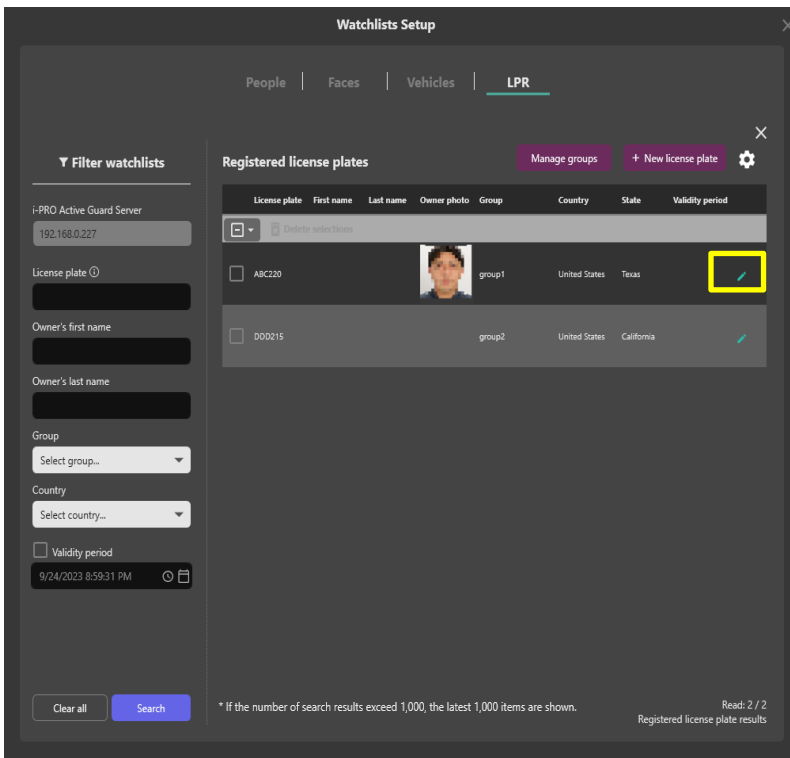 Watchlists Setup
People Faces Vehicles LPR
Filter watchlists
i-PRO Active Guard Server
192.168.0.227
License plate
Owner's first name
Owner's last name
Group
Select group...
Country
Select country...
Validity period
9/24/2023 8:59:31 PM
Clear all Search
Registered license plates
Manage groups + New license plate
License plate First name Last name Owner photo Group Country State Validity period
Delete selections
ABC220 group1 United States Texas
DOD215 group2 United States California
* If the number of search results exceed 1,000, the latest 1,000 items are shown.
Read: 2 / 2
Registered license plate results